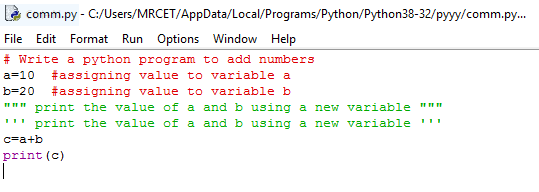 comm.py - C:/Users/MRCET/AppData/Local/Programs/Python/Python38-32/pyyy/comm.py...
File Edit Format Run Options Window Help
# Write a python program to add numbers
a=10  #assigning value to variable a
b=20  #assigning value to variable b
""" print the value of a and b using a new variable """
''' print the value of a and b using a new variable '''
c=a+b
print(c)